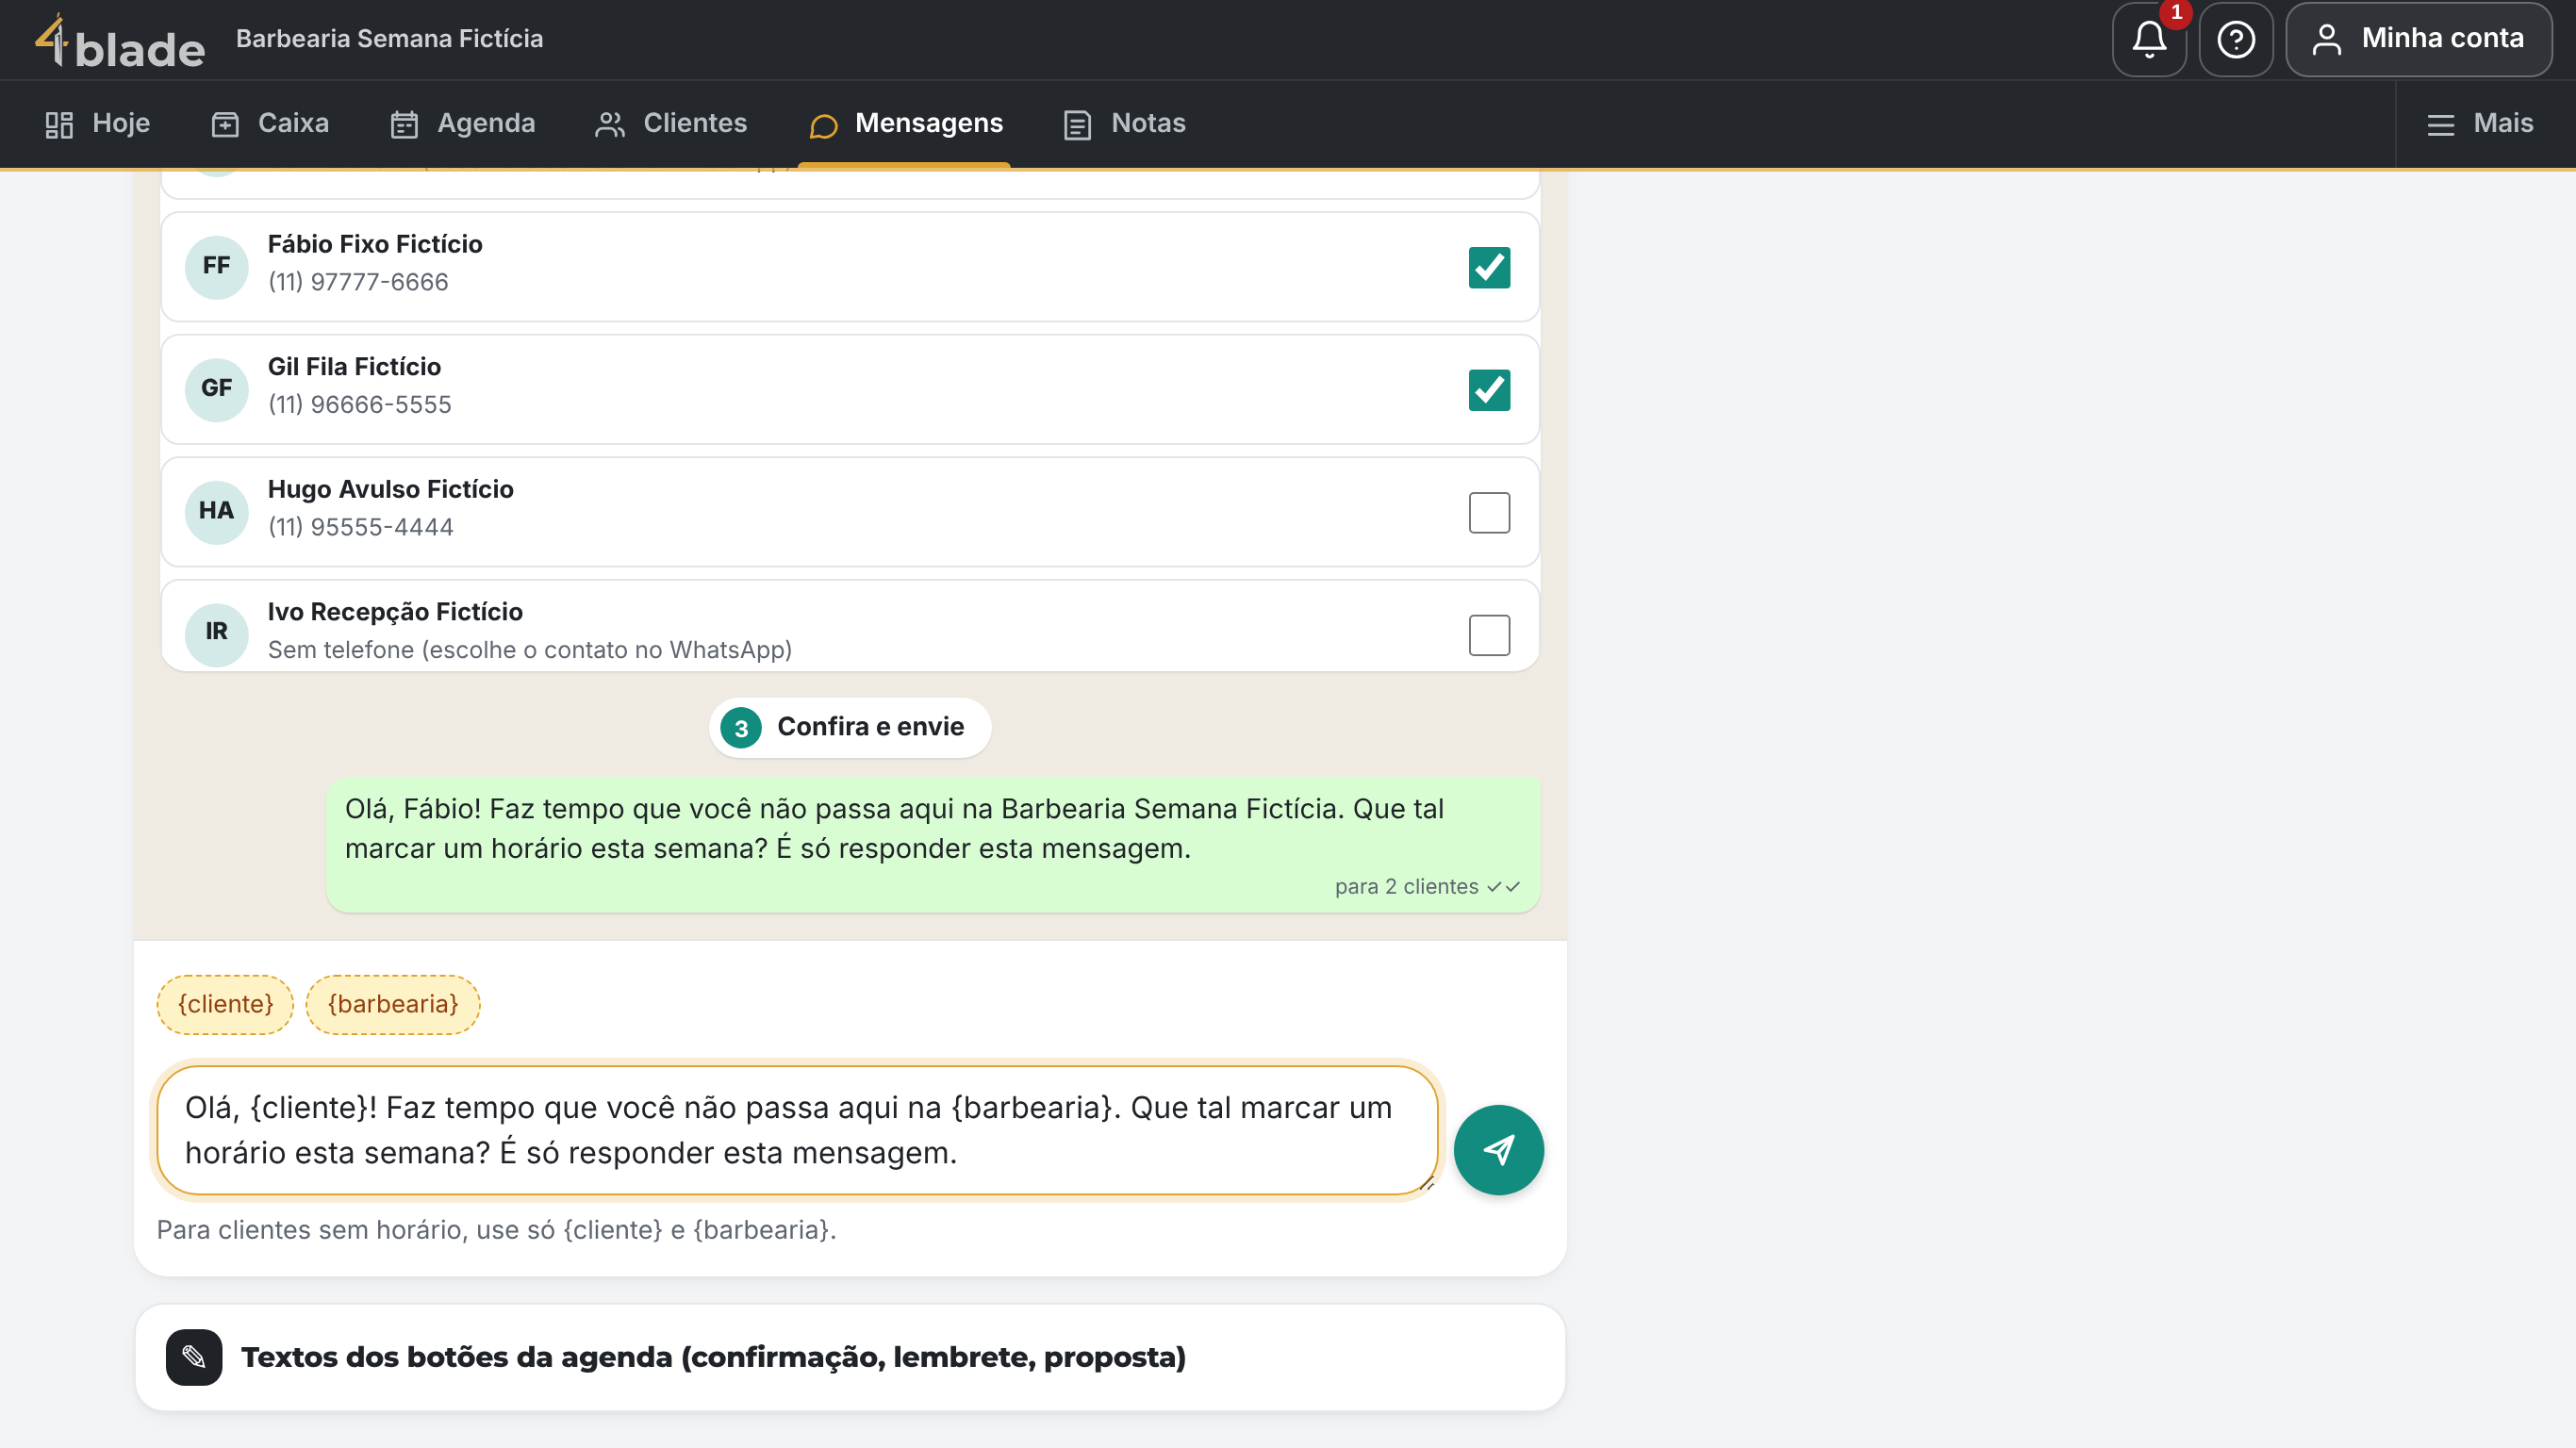 4blade
Barbearia Semana Fictícia
1
Minha conta
Hoje
Caixa
Agenda
Clientes
Mensagens
Notas
Mais
FF
Fábio Fixo Fictício
(11) 97777-6666
GF
Gil Fila Fictício
(11) 96666-5555
HA
Hugo Avulso Fictício
(11) 95555-4444
IR
Ivo Recepção Fictício
Sem telefone (escolhe o contato no WhatsApp)
3 Confira e envie
Olá, Fábio! Faz tempo que você não passa aqui na Barbearia Semana Fictícia. Que tal
marcar um horário esta semana? É só responder esta mensagem.
para 2 clientes ✓✓
{cliente}
{barbearia}
Olá, {cliente}! Faz tempo que você não passa aqui na {barbearia}. Que tal marcar um
horário esta semana? É só responder esta mensagem.
Para clientes sem horário, use só {cliente} e {barbearia}.
Textos dos botões da agenda (confirmação, lembrete, proposta)